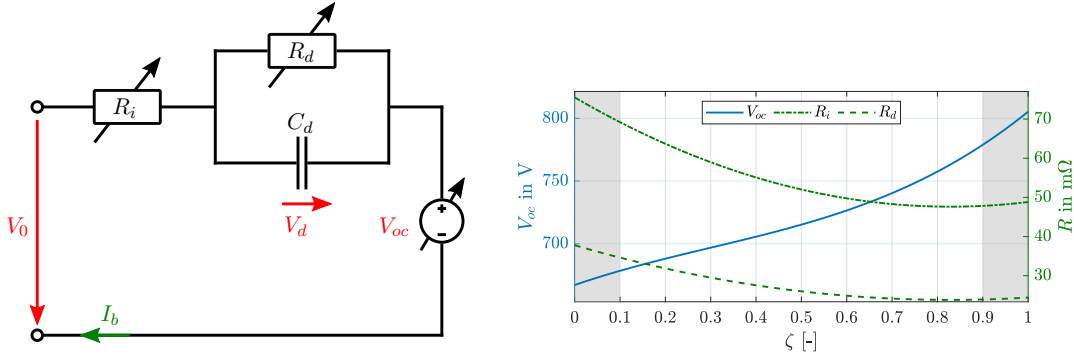 R_d
R_i
C_d
V_0
V_d
V_oc
+
−
I_b
V_oc R_i R_d
800
750
700
V_oc in V
70
60
50
40
30
R in mΩ
0 0.1 0.2 0.3 0.4 0.5 0.6 0.7 0.8 0.9 1
ζ [-]